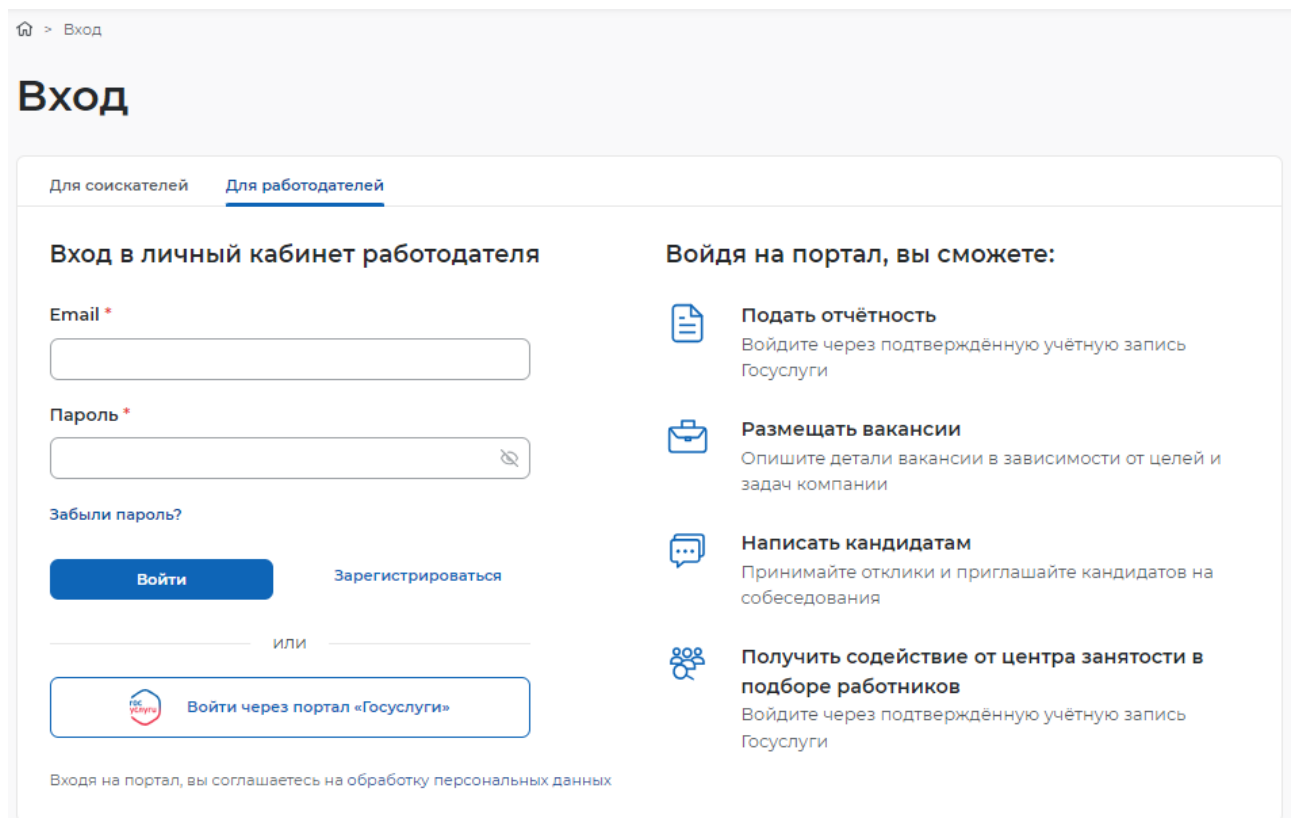 > Вход
Вход
Для соискателей Для работодателей
Вход в личный кабинет работодателя
Email *
Пароль *
Забыли пароль?
Войти Зарегистрироваться
или
гос
услуги
Войти через портал «Госуслуги»
Входя на портал, вы соглашаетесь на обработку персональных данных
Войдя на портал, вы сможете:
Подать отчётность
Войдите через подтверждённую учётную запись
Госуслуги
Размещать вакансии
Опишите детали вакансии в зависимости от целей и
задач компании
Написать кандидатам
Принимайте отклики и приглашайте кандидатов на
собеседования
Получить содействие от центра занятости в
подборе работников
Войдите через подтверждённую учётную запись
Госуслуги